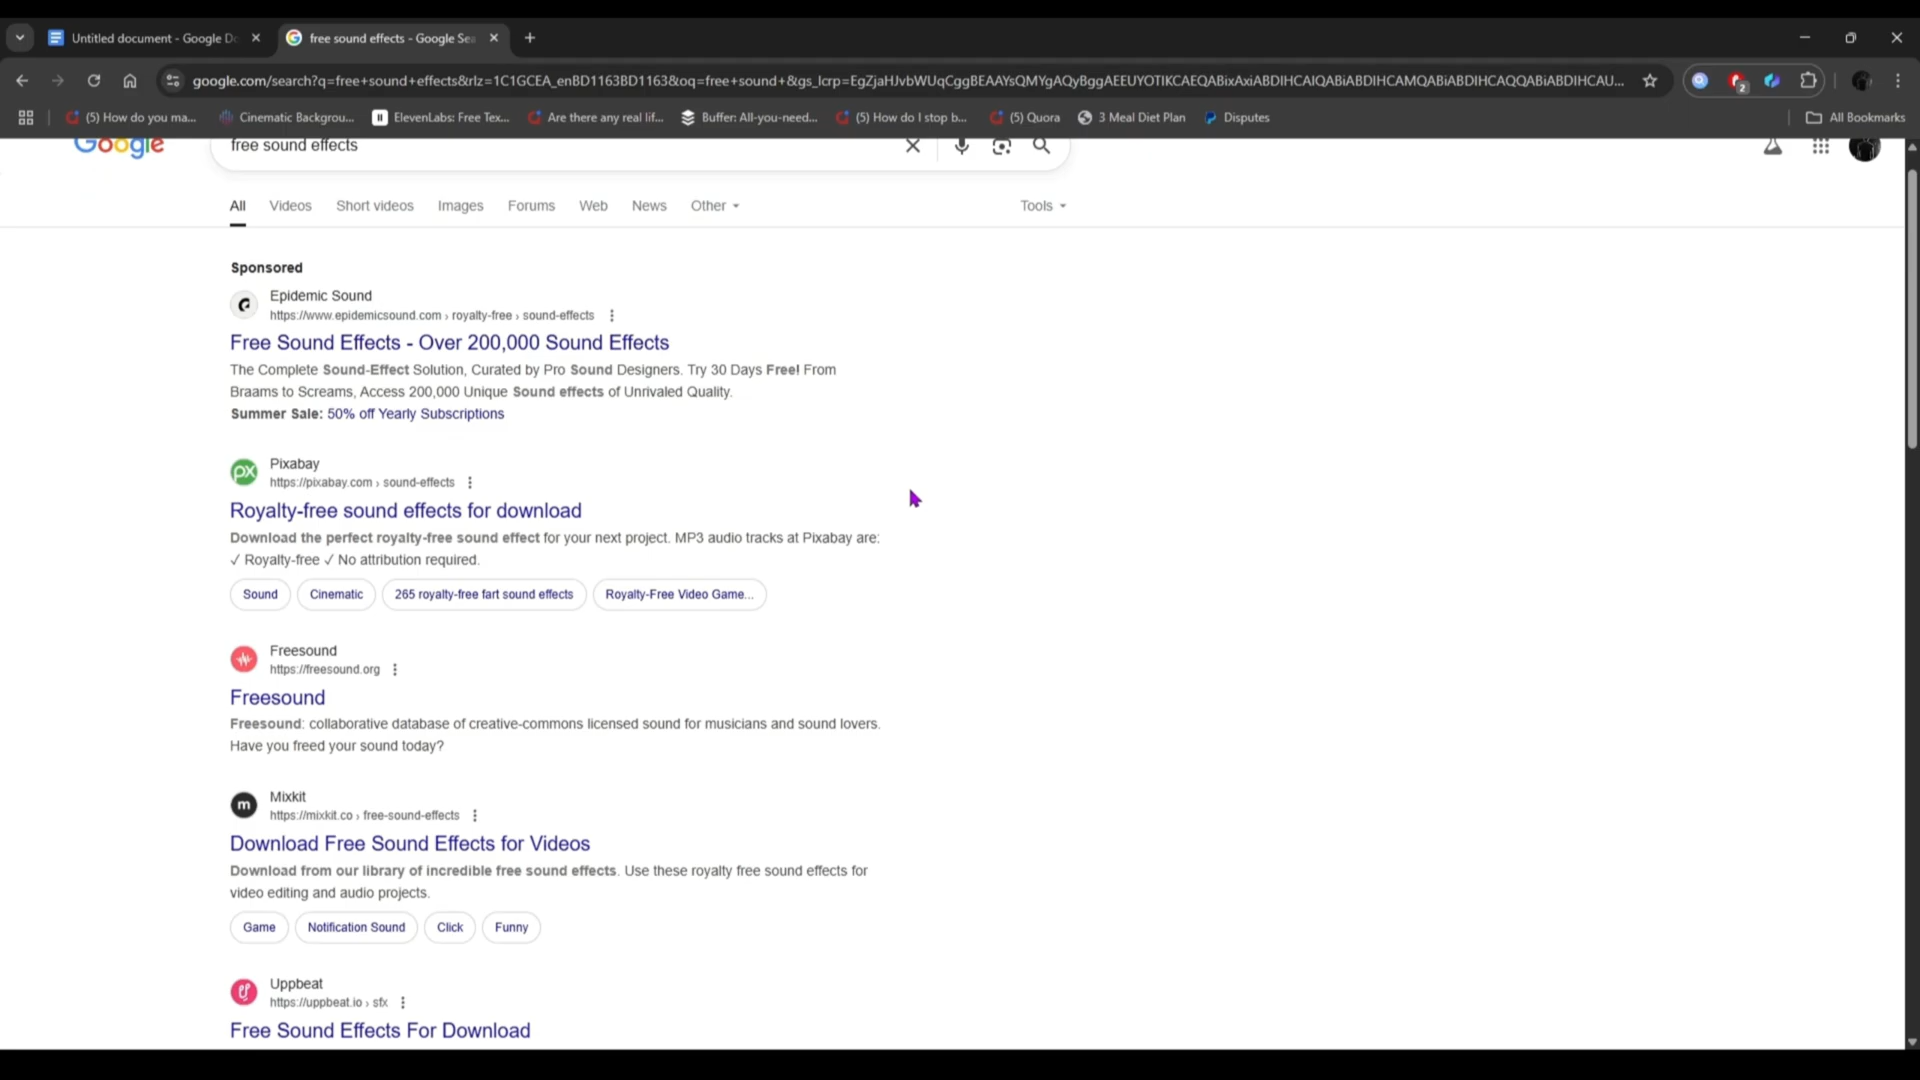 Untitled document - Google Do
free sound effects - Google Sea
google.com/search?q=free+sound+effects&rlz=1C1GCEA_enBD1163BD1163&oq=free+sound+&gs_lcrp=EgZjaHJvbWUqCggBEAAYsQMYgAQyBggAEEUYOTIKCAEQABixAxiABDIHCAIQABiABDIHCAMQABiABDIHCAQQABiABDIHCAU...
2
(5) How do you ma...
Cinematic Backgrou...
ElevenLabs: Free Tex...
Are there any real lif...
Buffer: All-you-need...
(5) How do I stop b...
(5) Quora
3 Meal Diet Plan
Disputes
All Bookmarks
Google
free sound effects
All
Videos
Short videos
Images
Forums
Web
News
Other
Tools
Sponsored
Epidemic Sound
https://www.epidemicsound.com › royalty-free › sound-effects
Free Sound Effects - Over 200,000 Sound Effects
The Complete Sound-Effect Solution, Curated by Pro Sound Designers. Try 30 Days Free! From
Braams to Screams, Access 200,000 Unique Sound effects of Unrivaled Quality.
Summer Sale: 50% off Yearly Subscriptions
px
Pixabay
https://pixabay.com › sound-effects
Royalty-free sound effects for download
Download the perfect royalty-free sound effect for your next project. MP3 audio tracks at Pixabay are:
✓ Royalty-free ✓ No attribution required.
Sound
Cinematic
265 royalty-free fart sound effects
Royalty-Free Video Game...
Freesound
https://freesound.org
Freesound
Freesound: collaborative database of creative-commons licensed sound for musicians and sound lovers.
Have you freed your sound today?
m
Mixkit
https://mixkit.co › free-sound-effects
Download Free Sound Effects for Videos
Download from our library of incredible free sound effects. Use these royalty free sound effects for
video editing and audio projects.
Game
Notification Sound
Click
Funny
Uppbeat
https://uppbeat.io › sfx
Free Sound Effects For Download